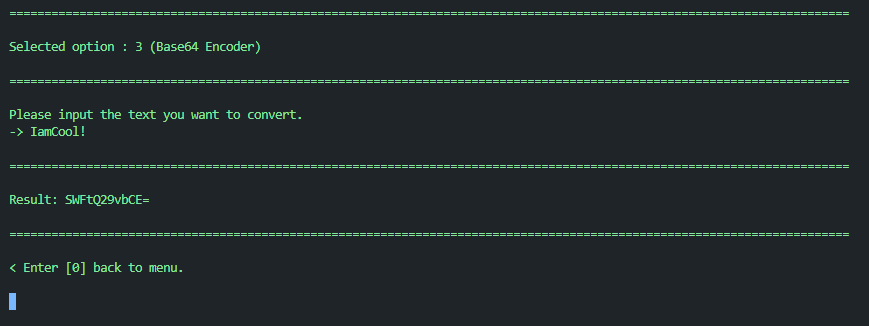 ========================================================================================================================
Selected option : 3 (Base64 Encoder)
========================================================================================================================
Please input the text you want to convert.
-> IamCool!
========================================================================================================================
Result: SWFtQ29vbCE=
========================================================================================================================
< Enter [0] back to menu.